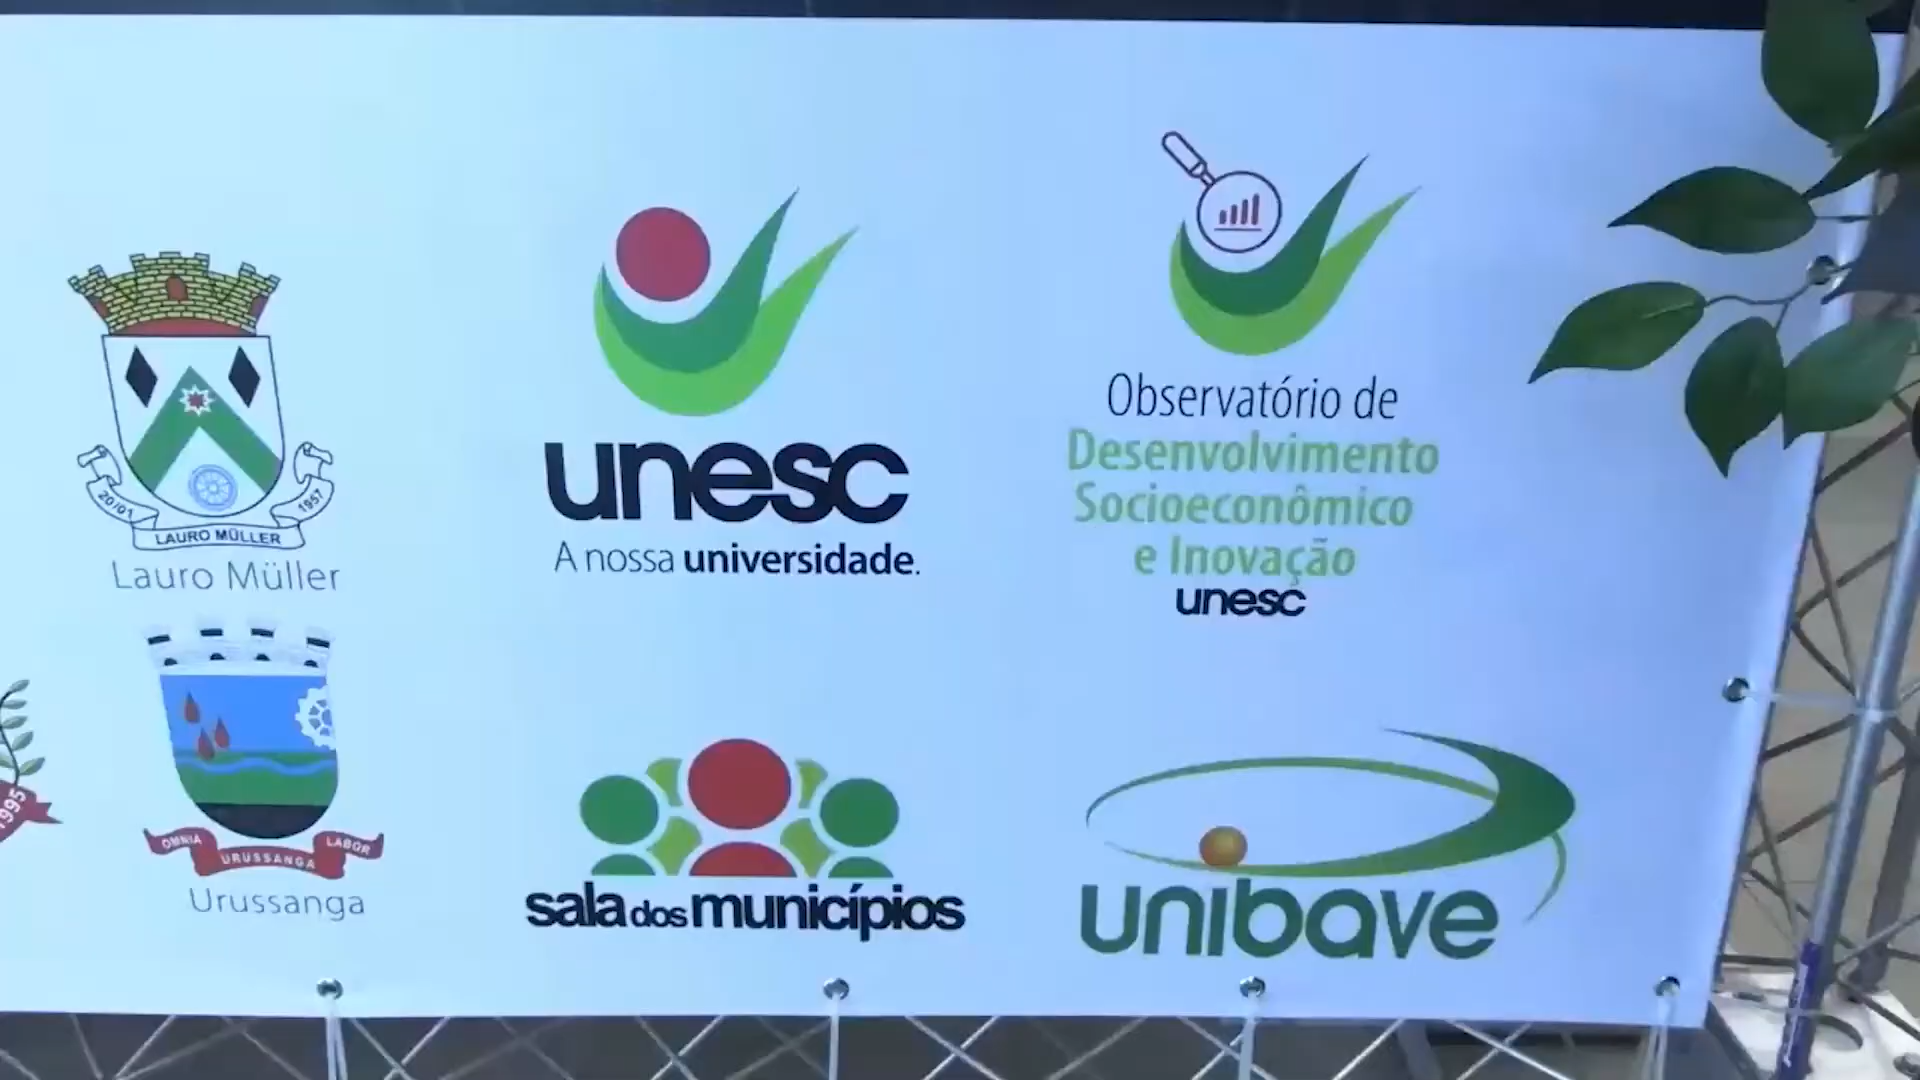 20/01
1957
LAURO MÜLLER
Lauro Müller
unesc
A nossa universidade.
Observatório de
Desenvolvimento
Socioeconômico
e Inovação
unesc
1995
OMNIA
URUSSANGA
LABOR
Urussanga
sala dos municípios
unibave